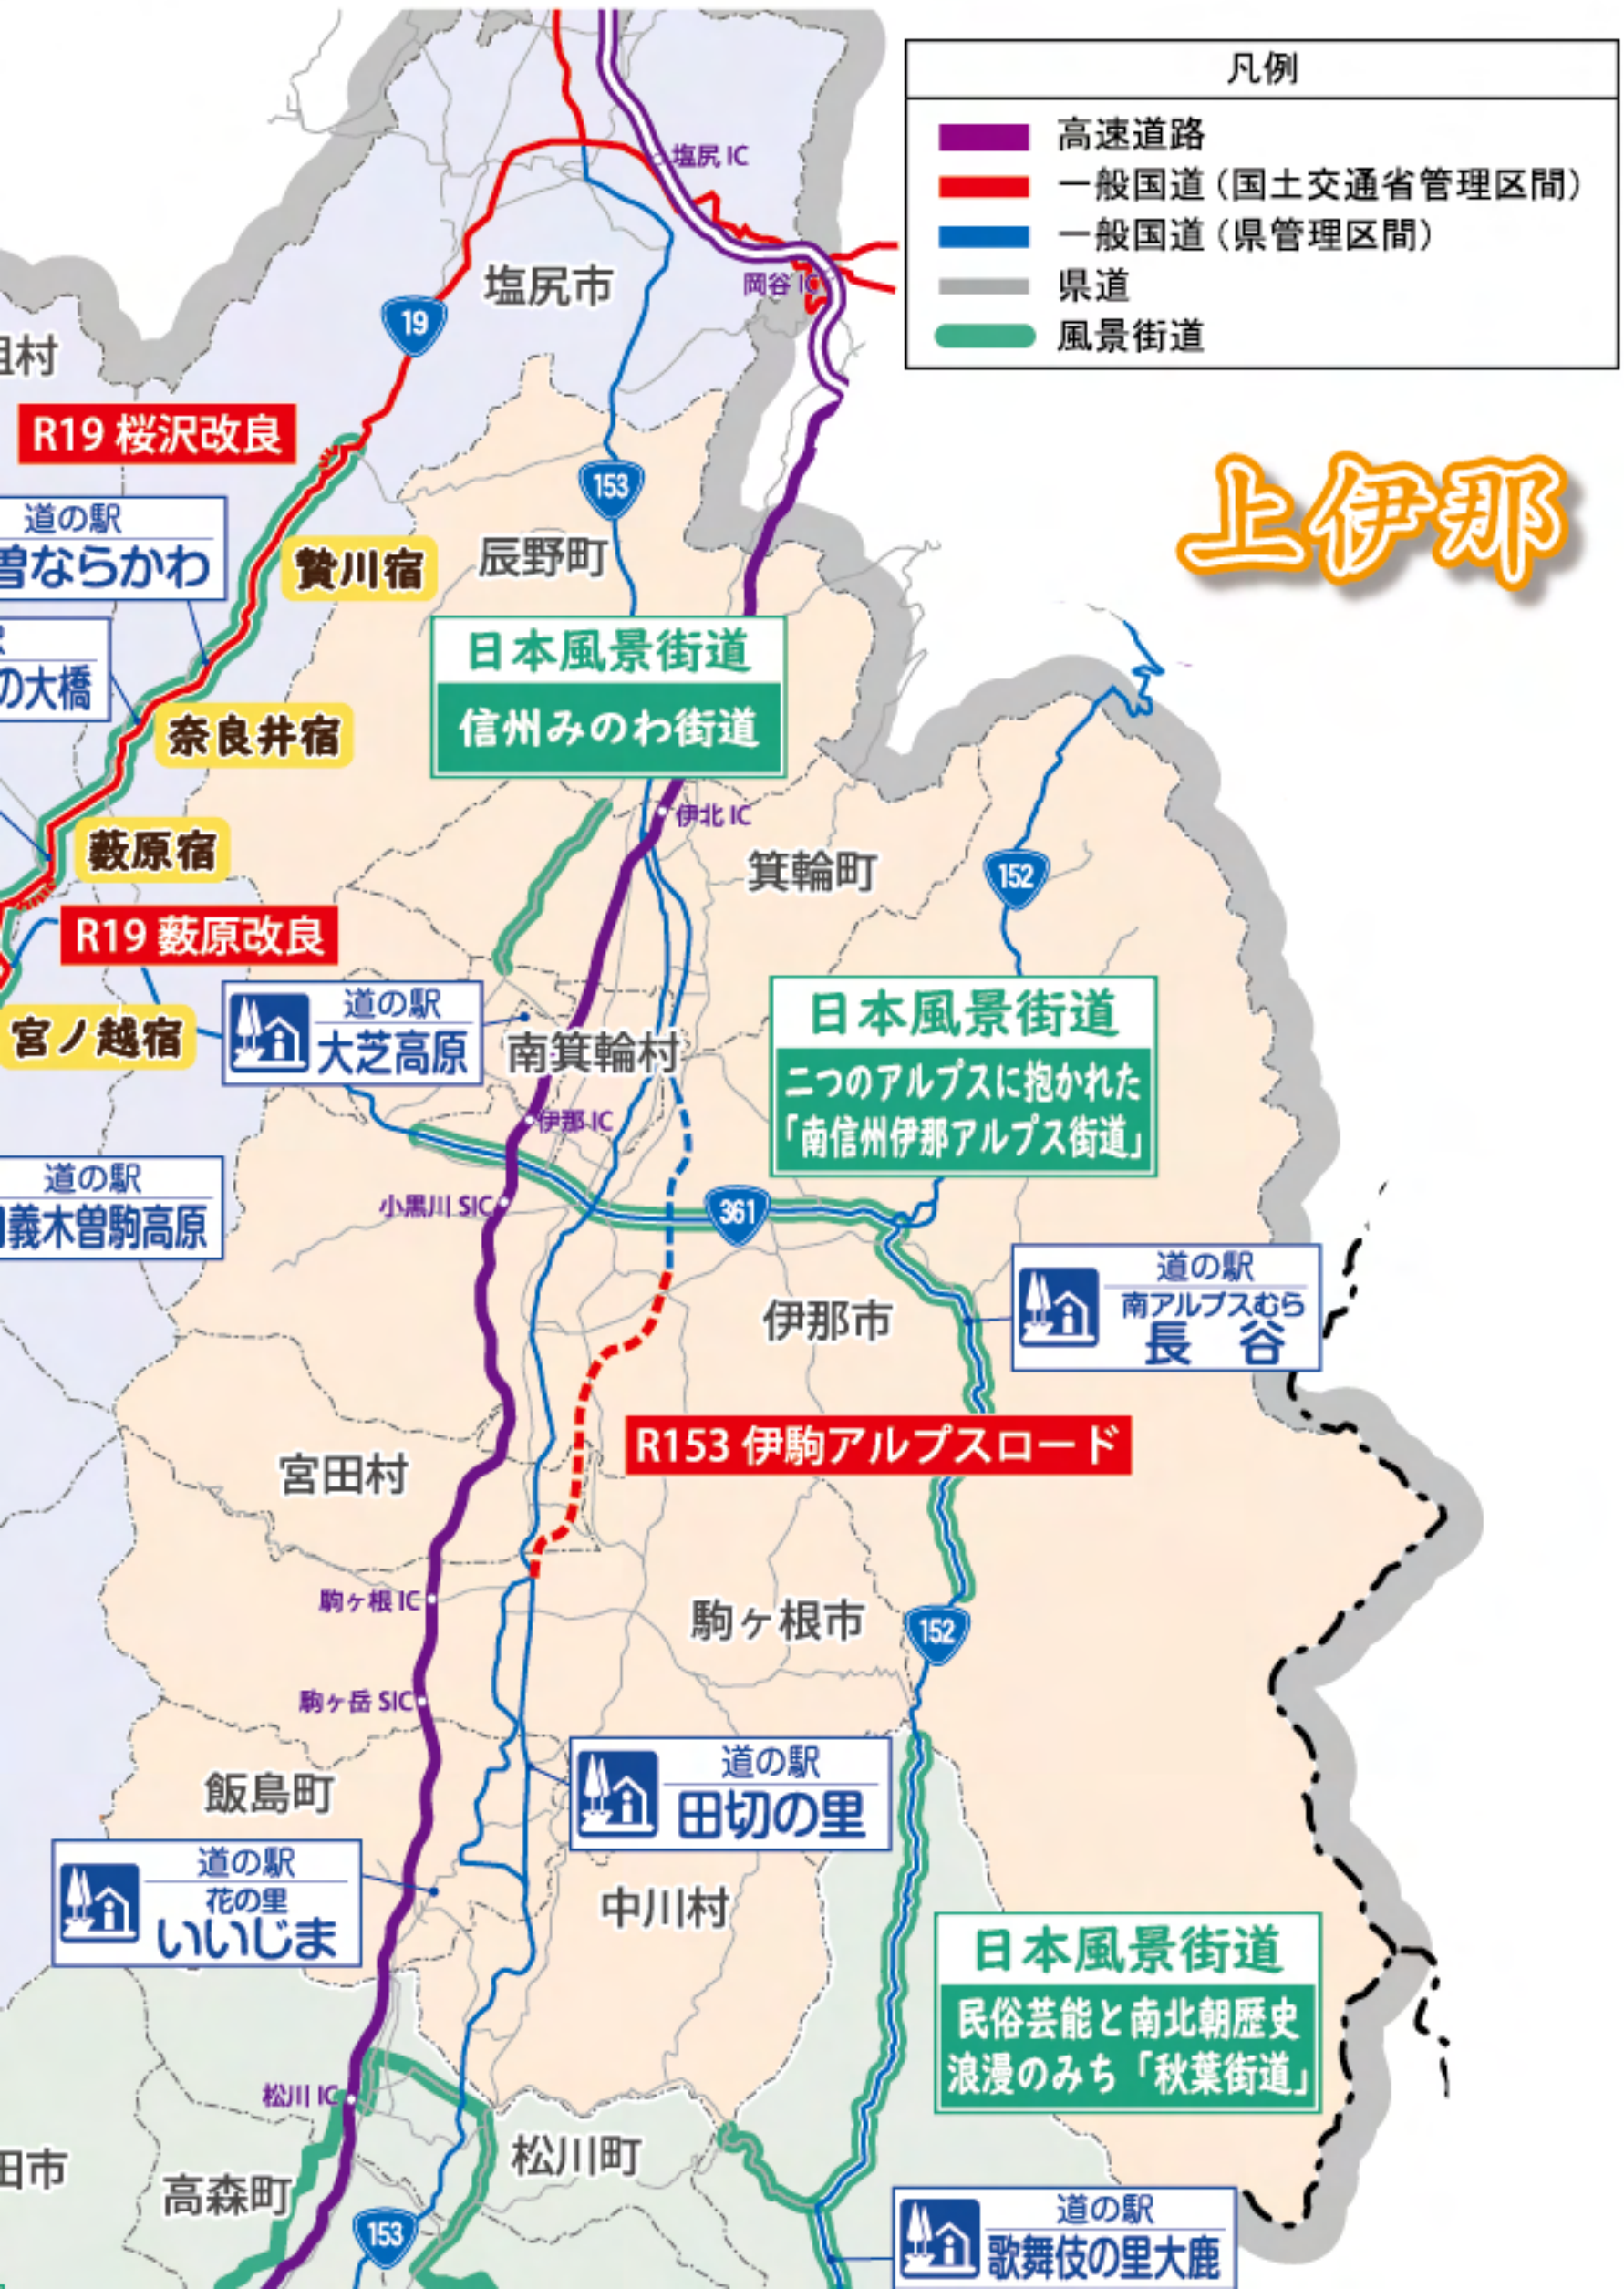 凡例
高速道路
一般国道(国土交通省管理区間)
一般国道(県管理区間)
県道
風景街道
上伊那
塩尻 IC
岡谷 IC
塩尻市
19
祖村
R19 桜沢改良
153
道の駅
曽ならかわ
贄川宿
辰野町
の大橋
日本風景街道
信州みのわ街道
奈良井宿
伊北 IC
藪原宿
箕輪町
152
R19 藪原改良
道の駅
大芝高原
宮ノ越宿
南箕輪村
日本風景街道
二つのアルプスに抱かれた
「南信州伊那アルプス街道」
伊那 IC
道の駅
義木曽駒高原
小黒川 SIC
361
道の駅
南アルプスむら
長 谷
伊那市
R153 伊駒アルプスロード
宮田村
駒ヶ根 IC
駒ヶ根市
152
駒ヶ岳 SIC
道の駅
田切の里
飯島町
道の駅
花の里
いいじま
中川村
日本風景街道
民俗芸能と南北朝歴史
浪漫のみち「秋葉街道」
松川 IC
松川町
田市
高森町
153
道の駅
歌舞伎の里大鹿